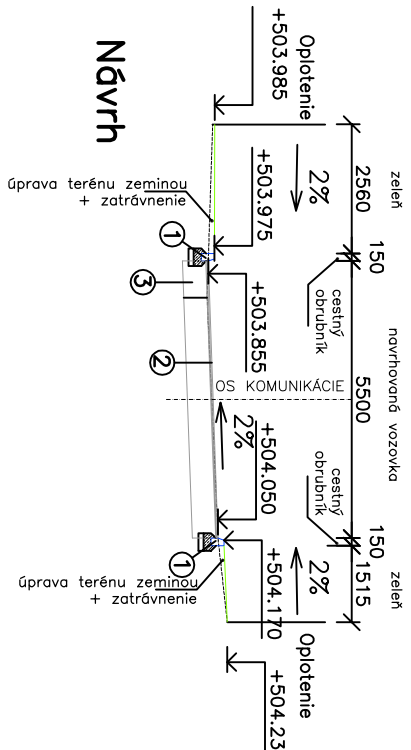 zeleň
2560
150
cestný
obrubník
navrhovaná vozovka
5500
cestný
obrubník
150
zeleň
1515
Oplotenie
+503.985
2%
+503.975
+503.855
OS KOMUNIKÁCIE
2%
+504.050
2%
+504.170
Oplotenie
+504.23
úprava terénu zeminou
+ zatrávnenie
1
3
2
1
úprava terénu zeminou
+ zatrávnenie
Návrh